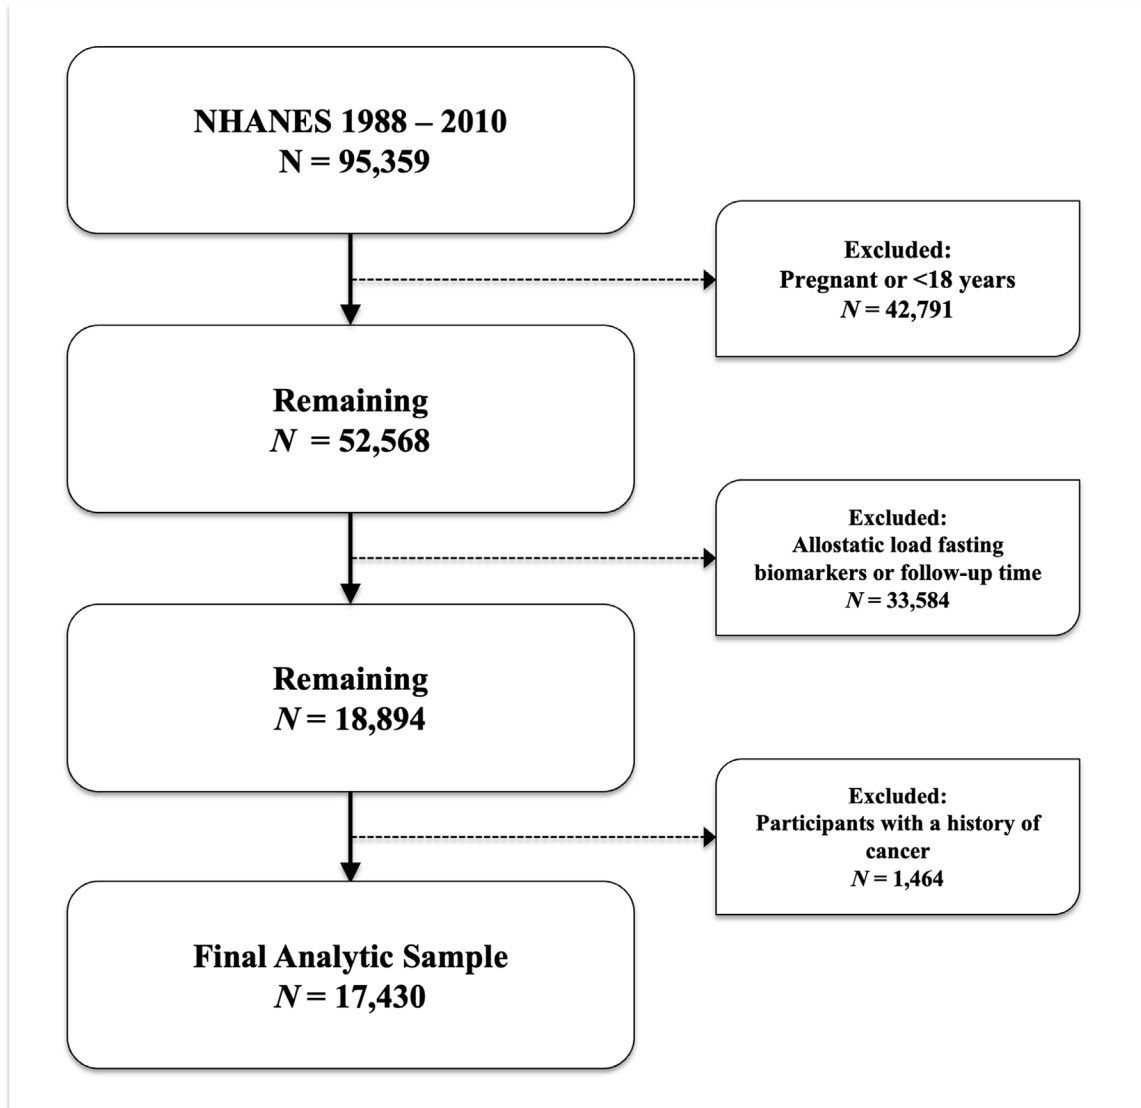 NHANES 1988 – 2010
N = 95,359
Excluded:
Pregnant or <18 years
N = 42,791
Remaining
N = 52,568
Excluded:
Allostatic load fasting
biomarkers or follow-up time
N = 33,584
Remaining
N = 18,894
Excluded:
Participants with a history of
cancer
N = 1,464
Final Analytic Sample
N = 17,430